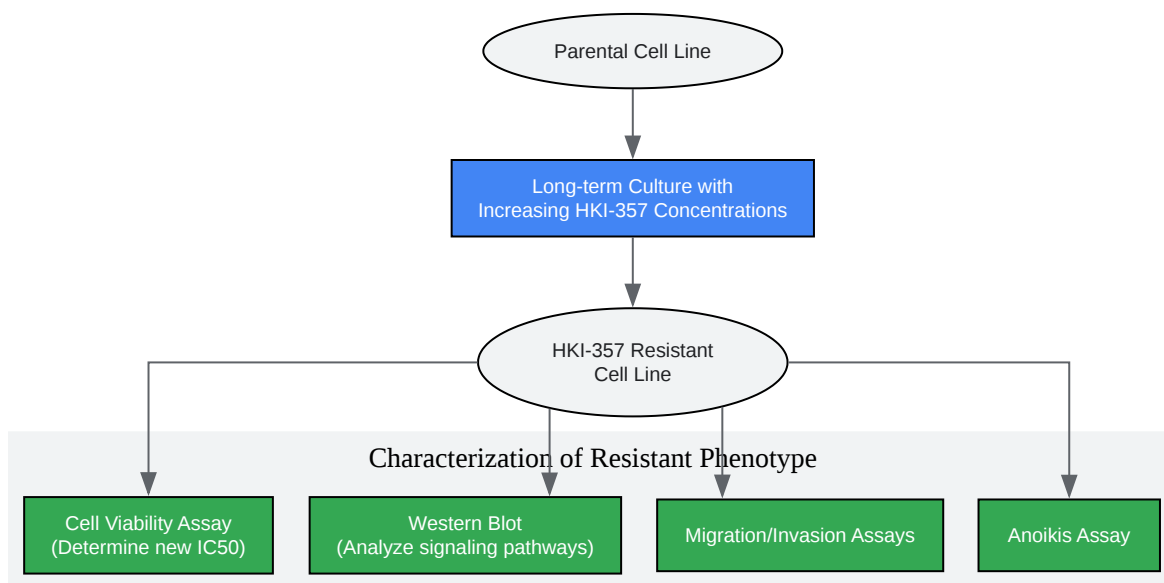 Parental Cell Line
Long-term Culture with
Increasing HKI-357 Concentrations
HKI-357 Resistant
Cell Line
Characterization of Resistant Phenotype
Cell Viability Assay
(Determine new IC50)
Western Blot
(Analyze signaling pathways)
Migration/Invasion Assays
Anoikis Assay